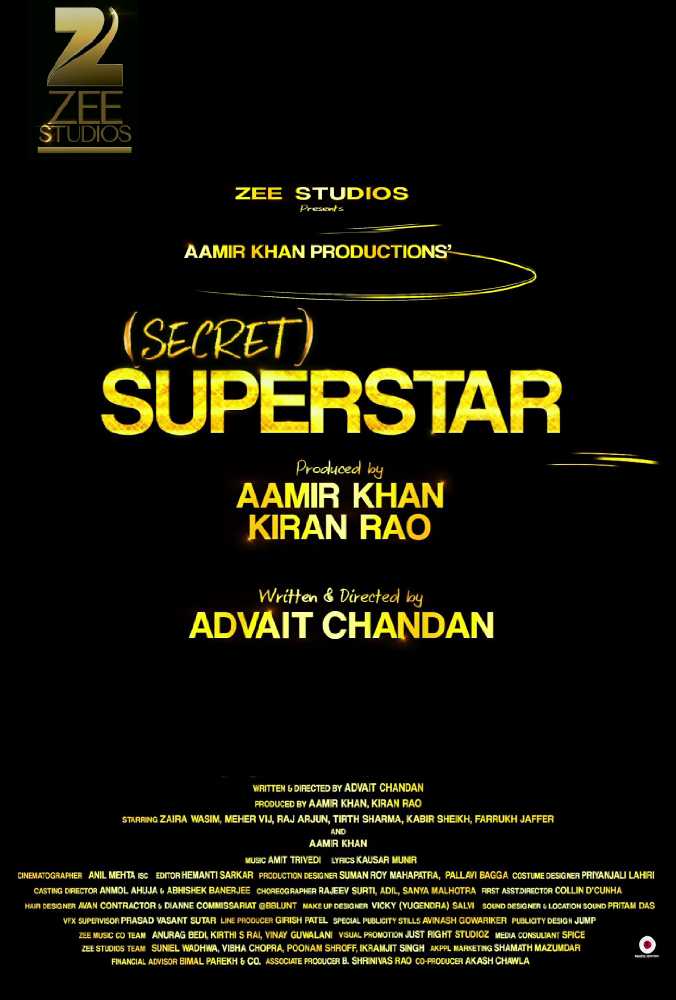 ZEE
STUDIOS
ZEE STUDIOS
Presents
AAMIR KHAN PRODUCTIONS'
(SECRET)
SUPERSTAR
Produced by
AAMIR KHAN
KIRAN RAO
Written & Directed by
ADVAIT CHANDAN
WRITTEN & DIRECTED BY ADVAIT CHANDAN
PRODUCED BY AAMIR KHAN, KIRAN RAO
STARRING ZAIRA WASIM, MEHER VIJ, RAJ ARJUN, TIRTH SHARMA, KABIR SHEIKH, FARRUKH JAFFER
AND
AAMIR KHAN
MUSIC AMIT TRIVEDI LYRICS KAUSAR MUNIR
CINEMATOGRAPHER ANIL MEHTA ISC EDITOR HEMANTI SARKAR PRODUCTION DESIGNER SUMAN ROY MAHAPATRA, PALLAVI BAGGA COSTUME DESIGNER PRIYANJALI LAHIRI
CASTING DIRECTOR ANMOL AHUJA & ABHISHEK BANERJEE CHOREOGRAPHER RAJEEV SURTI, ADIL, SANYA MALHOTRA FIRST ASST.DIRECTOR COLLIN D'CUNHA
HAIR DESIGNER AVAN CONTRACTOR & DIANNE COMMISSARIAT @BBLUNT MAKE UP DESIGNER VICKY (YUGENDRA) SALVI SOUND DESIGNER & LOCATION SOUND PRITAM DAS
VFX SUPERVISOR PRASAD VASANT SUTAR LINE PRODUCER GIRISH PATEL SPECIAL PUBLICITY STILLS AVINASH GOWARIKER PUBLICITY DESIGN JUMP
ZEE MUSIC CO TEAM ANURAG BEDI, KIRTHI S RAI, VINAY GUWALANI VISUAL PROMOTION JUST RIGHT STUDIOZ MEDIA CONSULTANT SPICE
ZEE STUDIOS TEAM SUNIEL WADHWA, VIBHA CHOPRA, POONAM SHROFF, IKRAMJIT SINGH AKPPL MARKETING SHAMATH MAZUMDAR
FINANCIAL ADVISOR BIMAL PAREKH & CO. ASSOCIATE PRODUCER B. SHRINIVAS RAO CO-PRODUCER AKASH CHAWLA